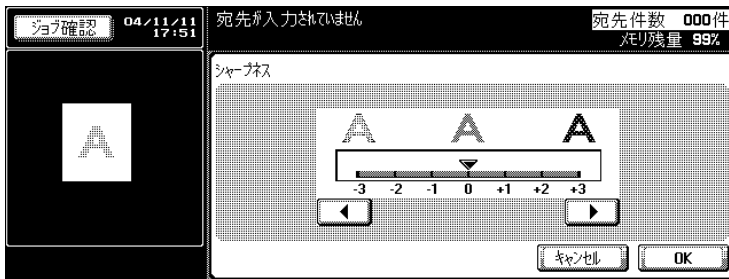 ジョブ確認
04/11/11
17:51
宛先が入力されていません
宛先件数 000件
メモリ残量 99%
シャープネス
A
A A A
-3 -2 -1 0 +1 +2 +3
キャンセル OK